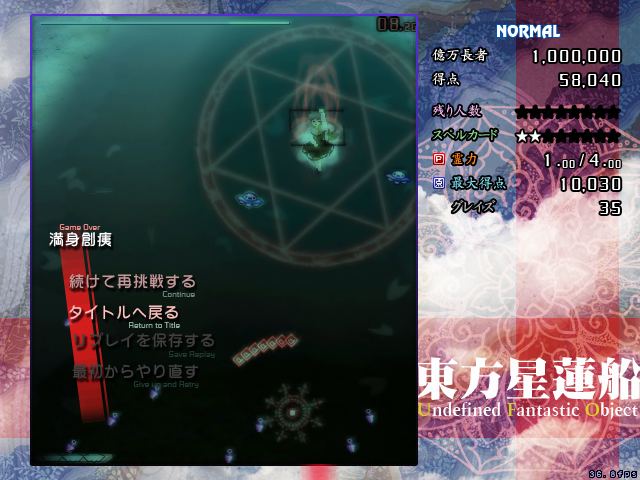 08.20
NORMAL
億万長者 1,000,000
得点 58,040
残り人数
スペルカード
P 霊力 1.00/4.00
最大得点 10,030
グレイズ 35
Game Over
満身創痍
続けて再挑戦する
Continue
タイトルへ戻る
Return to Title
リプレイを保存する
Save Replay
最初からやり直す
Give up and Retry
東方星蓮船
Undefined Fantastic Object
36.8fps